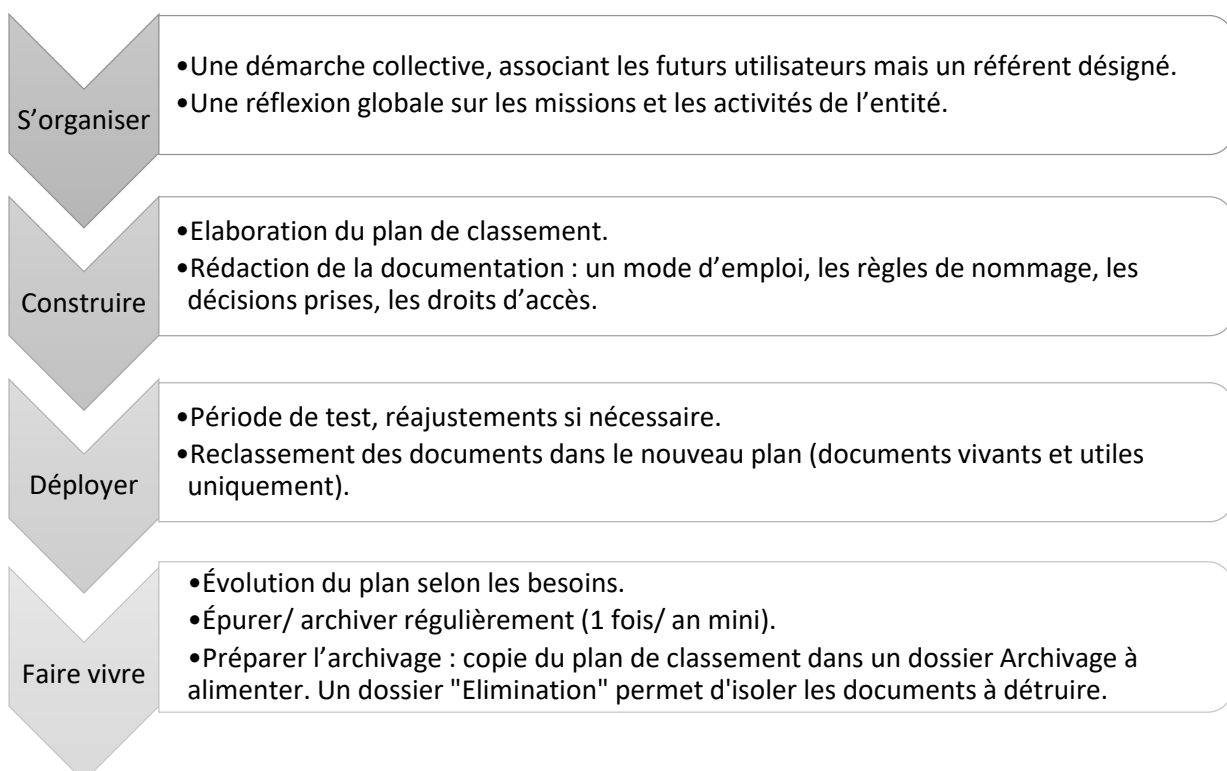 S’organiser
•Une démarche collective, associant les futurs utilisateurs mais un référent désigné.
•Une réflexion globale sur les missions et les activités de l’entité.
Construire
•Elaboration du plan de classement.
•Rédaction de la documentation : un mode d’emploi, les règles de nommage, les
décisions prises, les droits d’accès.
Déployer
•Période de test, réajustements si nécessaire.
•Reclassement des documents dans le nouveau plan (documents vivants et utiles
uniquement).
Faire vivre
•Évolution du plan selon les besoins.
•Épurer/ archiver régulièrement (1 fois/ an mini).
•Préparer l’archivage : copie du plan de classement dans un dossier Archivage à
alimenter. Un dossier "Elimination" permet d'isoler les documents à détruire.